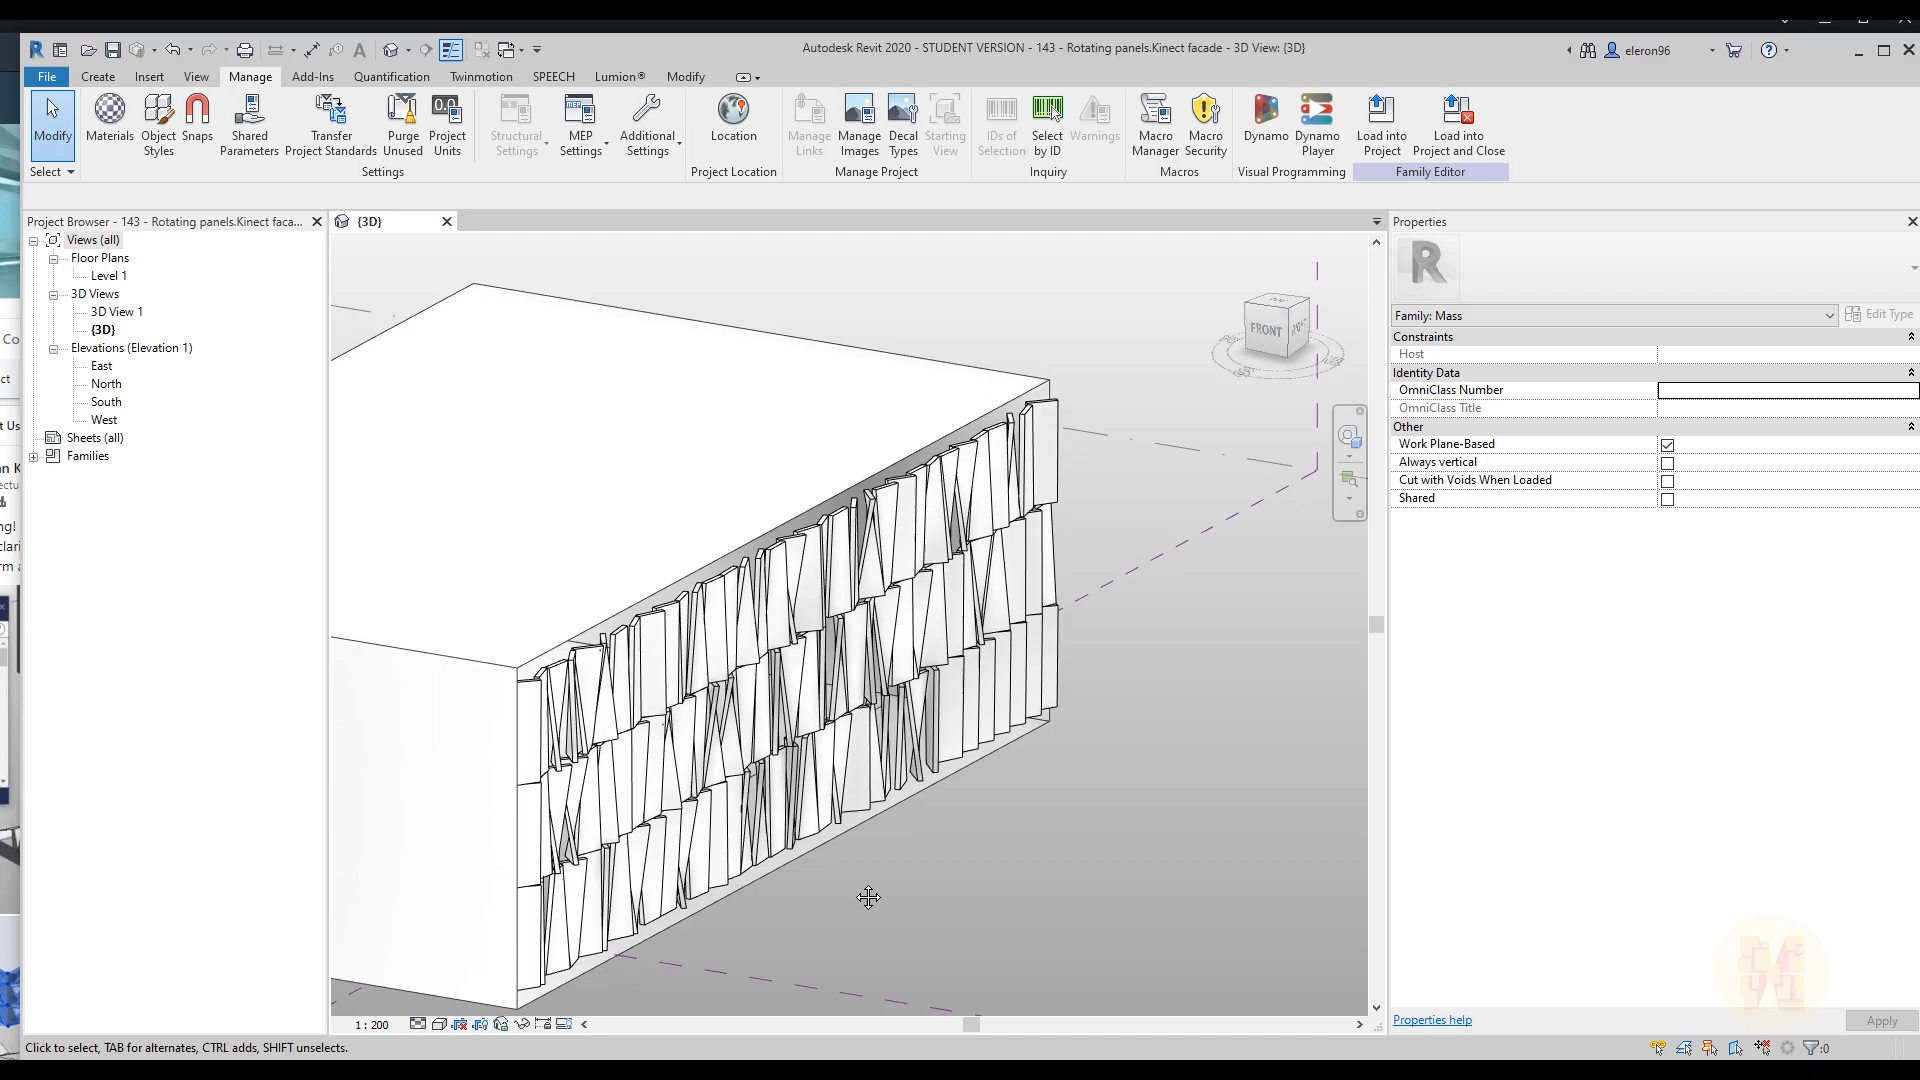 Autodesk Revit 2020 - STUDENT VERSION - 143 - Rotating panels.Kinect facade - 3D View: {3D}
eleron96
File Create Insert View Manage Add-Ins Quantification Twinmotion SPEECH Lumion® Modify
Modify
Materials
Object Styles
Snaps
Shared Parameters
Transfer Project Standards
Purge Unused
Project Units
Structural Settings
MEP Settings
Additional Settings
Location
Manage Links
Manage Images
Decal Types
Starting View
IDs of Selection
Select by ID
Warnings
Macro Manager
Macro Security
Dynamo
Dynamo Player
Load into Project
Load into Project and Close
Select Settings Project Location Manage Project Inquiry Macros Visual Programming Family Editor
Project Browser - 143 - Rotating panels.Kinect faca...
Views (all)
Floor Plans
Level 1
3D Views
3D View 1
{3D}
Elevations (Elevation 1)
East
North
South
West
Sheets (all)
Families
{3D}
FRONT
Properties
R
Family: Mass
Edit Type
Constraints
Host
Identity Data
OmniClass Number
OmniClass Title
Other
Work Plane-Based
Always vertical
Cut with Voids When Loaded
Shared
Properties help
Apply
1 : 200
Click to select, TAB for alternates, CTRL adds, SHIFT unselects.
:0